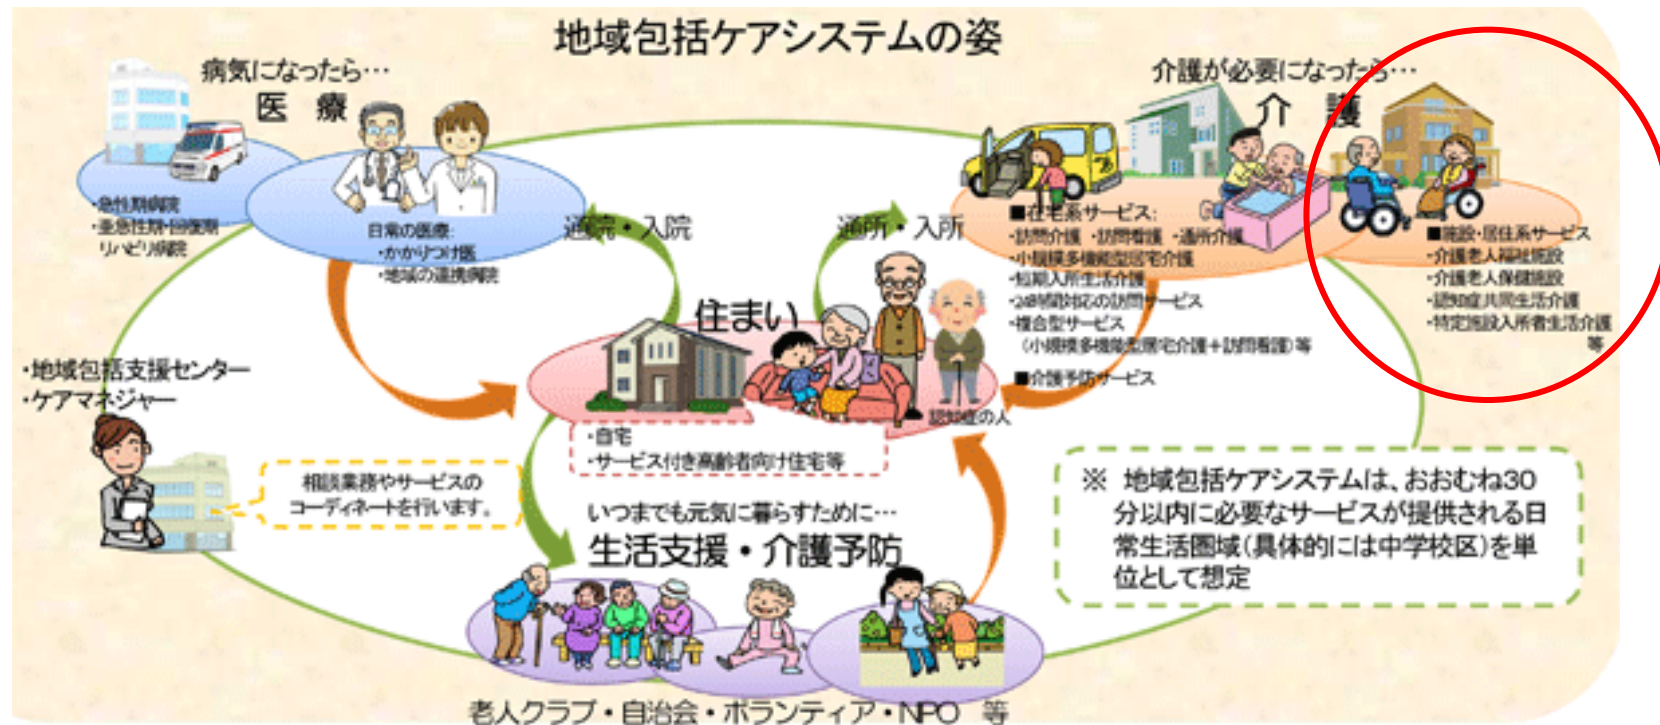 地域包括ケアシステムの姿
病気になったら…
医 療
・急性期病院
・亜急性期・回復期
リハビリ病院
日常の医療:
・かかりつけ医
・地域の連携病院
通院・入院
通所・入所
介護が必要になったら…
介 護
■在宅系サービス:
・訪問介護 ・訪問看護 ・通所介護
・小規模多機能型居宅介護
・短期入所生活介護
・24時間対応の訪問サービス
・複合型サービス
(小規模多機能型居宅介護+訪問看護)等
■介護予防サービス
■施設・居住系サービス
・介護老人福祉施設
・介護老人保健施設
・認知症共同生活介護
・特定施設入所者生活介護
等
住まい
認知症の人
・自宅
・サービス付き高齢者向け住宅等
・地域包括支援センター
・ケアマネジャー
相談業務やサービスの
コーディネートを行います。
いつまでも元気に暮らすために…
生活支援・介護予防
老人クラブ・自治会・ボランティア・NPO 等
※ 地域包括ケアシステムは、おおむね30
分以内に必要なサービスが提供される日
常生活圏域(具体的には中学校区)を単
位として想定